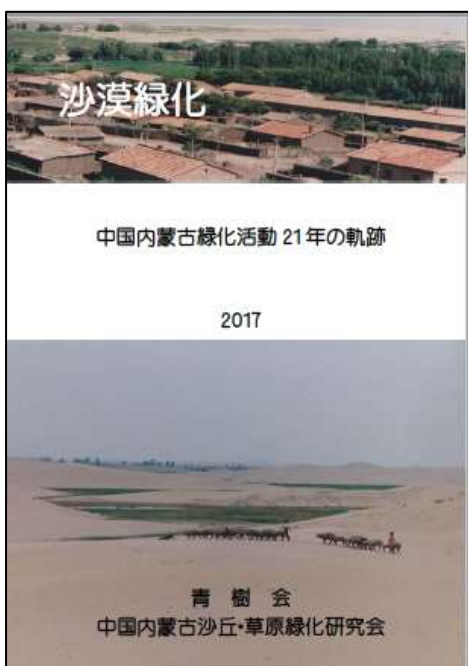 沙漠緑化
中国内蒙古緑化活動 21年の軌跡
2017
青 樹 会
中国内蒙古沙丘・草原緑化研究会